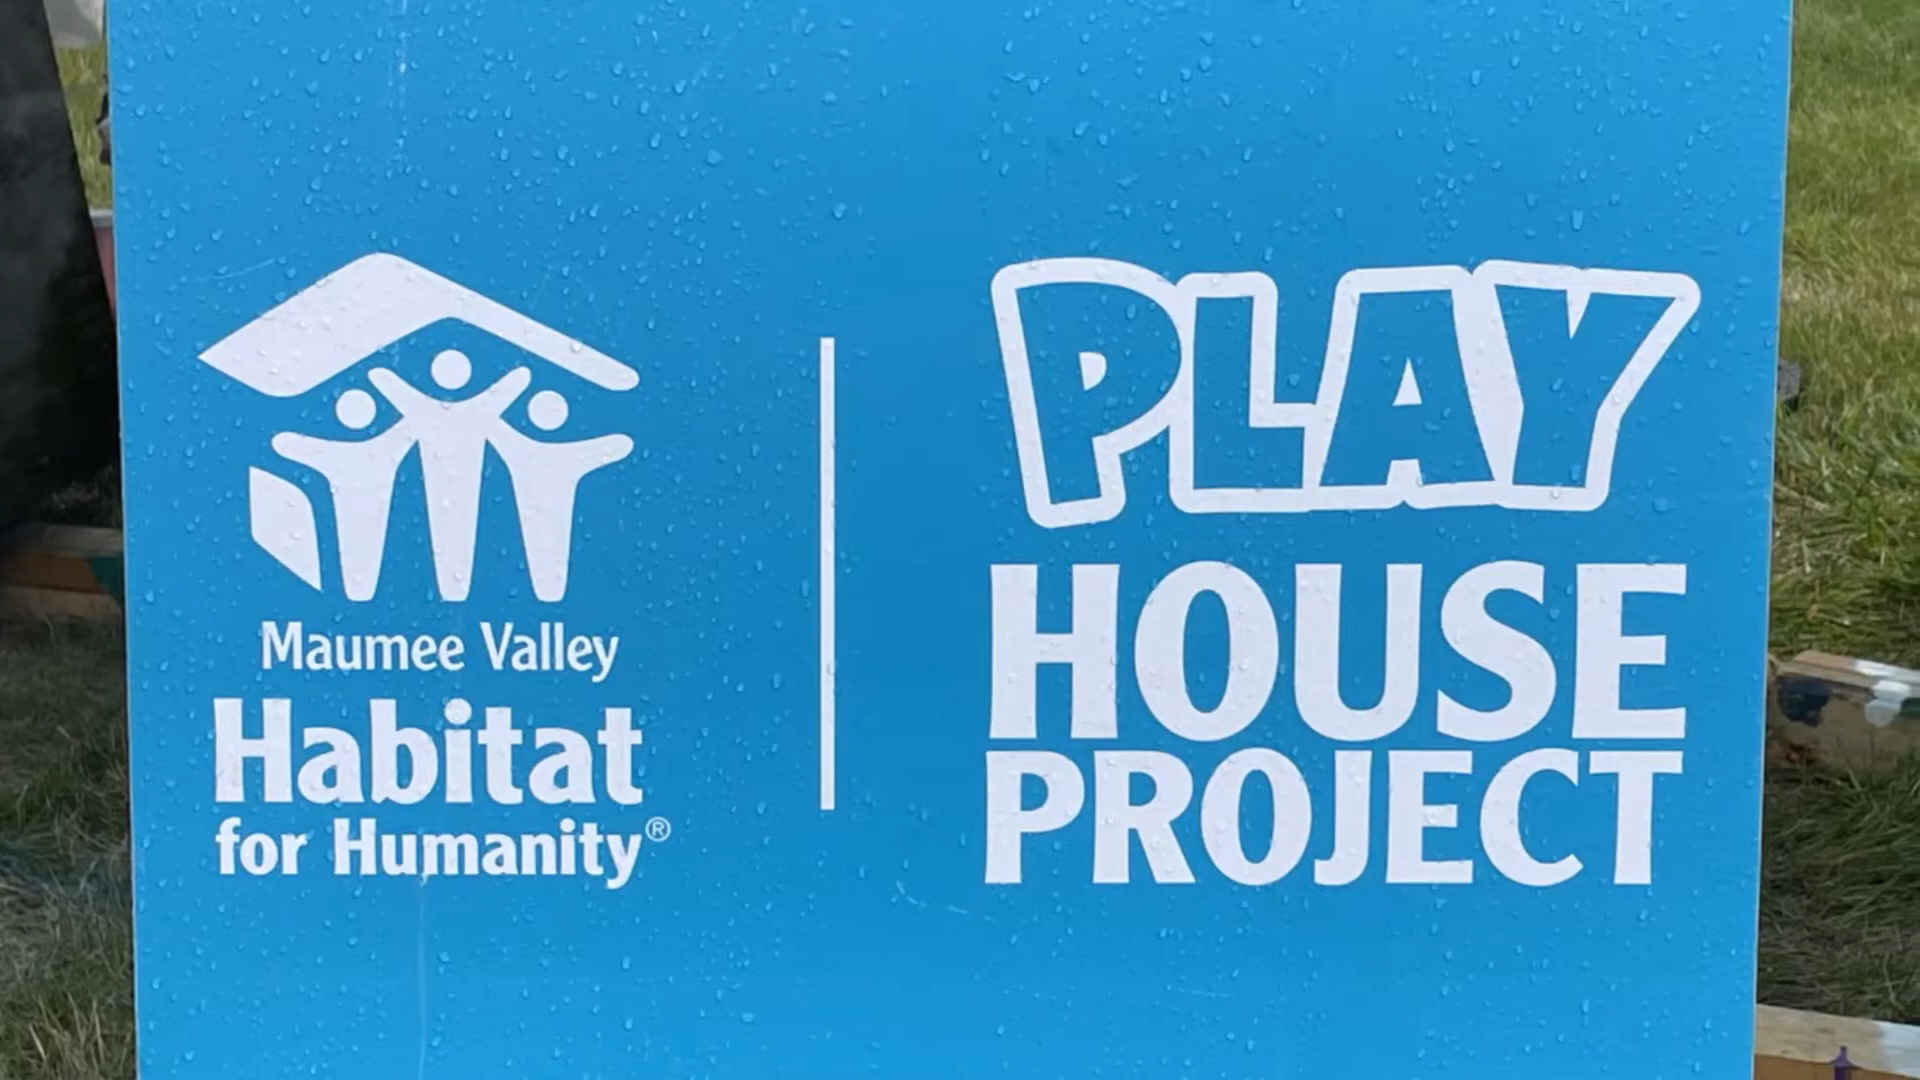 Maumee Valley
Habitat
for Humanity®
PLAY
HOUSE
PROJECT